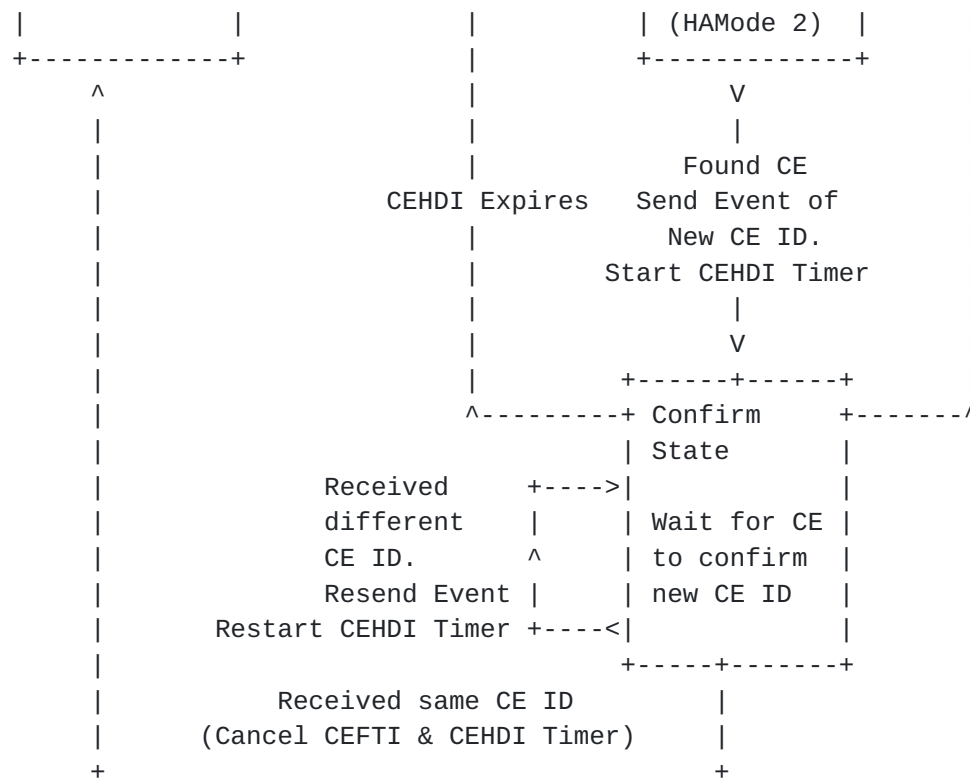 (HAMode 2)
Found CE
CEHDI Expires Send Event of
New CE ID.
Start CEHDI Timer
Confirm
State
Received
different Wait for CE
CE ID. to confirm
Resend Event new CE ID
Restart CEHDI Timer
Received same CE ID
(Cancel CEFTI & CEHDI Timer)